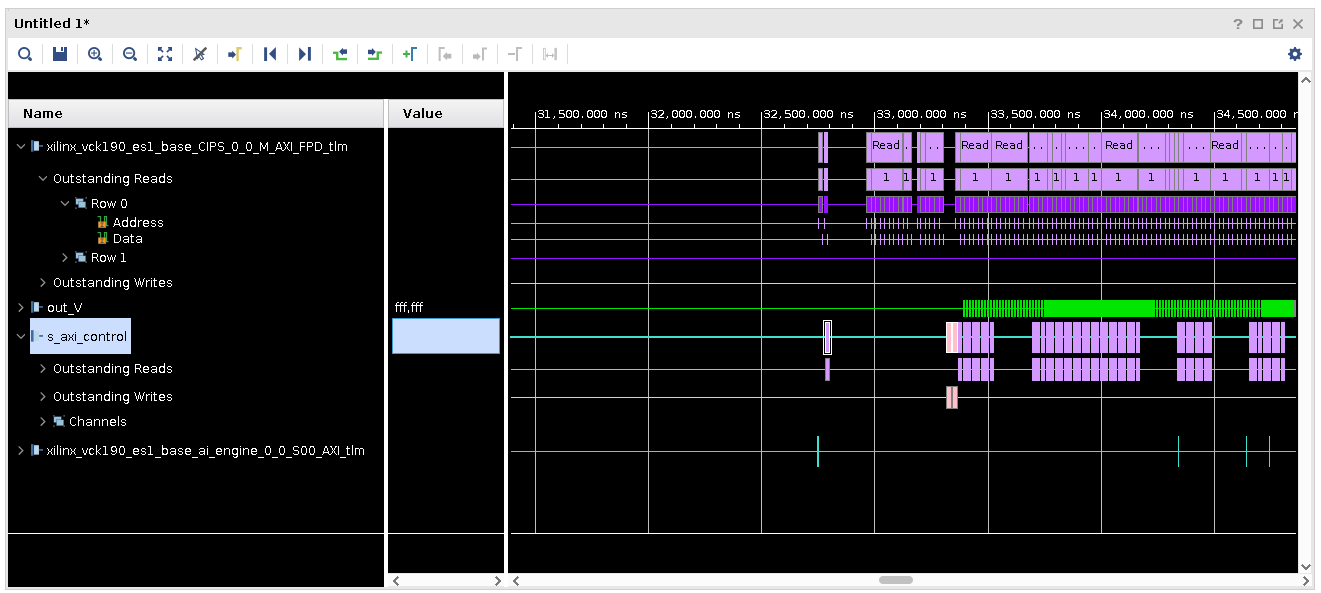 Untitled 1*
Name
Value
31,500.000 ns 32,000.000 ns 32,500.000 ns 33,000.000 ns 33,500.000 ns 34,000.000 ns 34,500.000 n
xilinx_vck190_es1_base_CIPS_0_0_M_AXI_FPD_tlm
Read . ... Read Read ... . ... . Read ... ... Read ... .
Outstanding Reads
1 1 1 1 1 1 1 1 1 1 1 1 1 1 1 1
Row 0
Address
Data
Row 1
Outstanding Writes
out_V
fff,fff
s_axi_control
Outstanding Reads
Outstanding Writes
Channels
xilinx_vck190_es1_base_ai_engine_0_0_S00_AXI_tlm